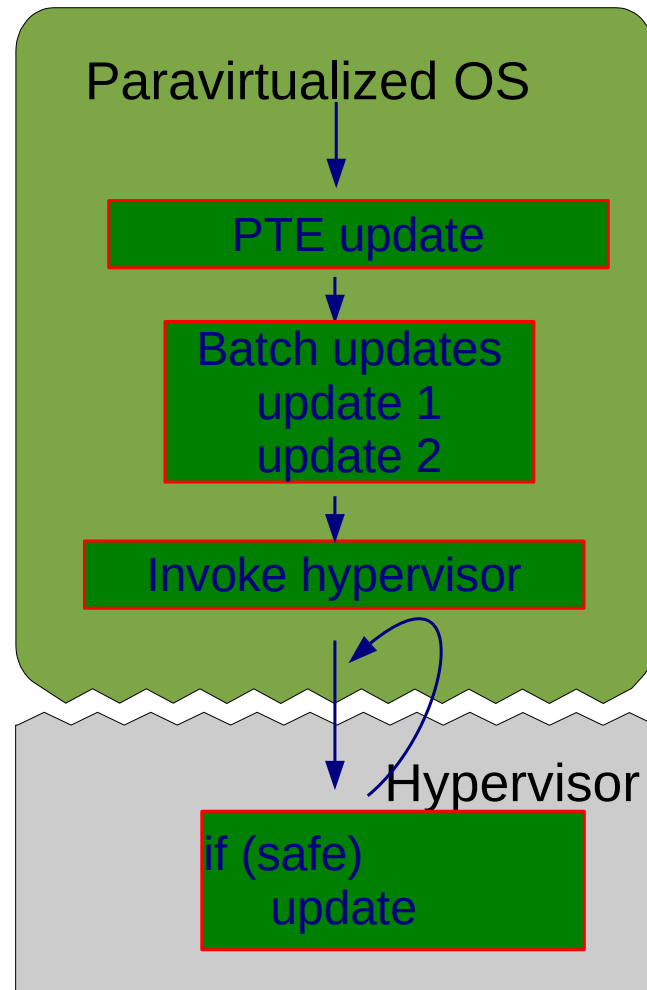 Paravirtualized OS
PTE update
Batch updates
update 1
update 2
Invoke hypervisor
Hypervisor
if (safe)
update